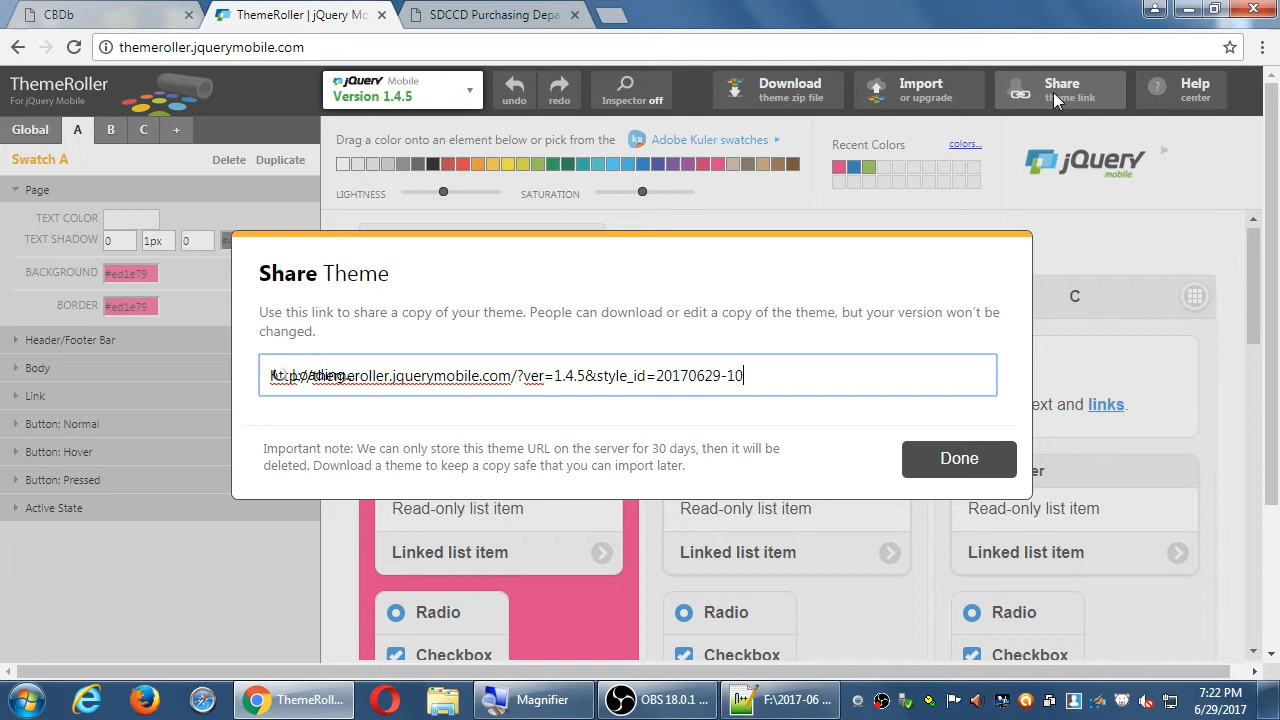 CBDb
ThemeRoller | jQuery Mob
SDCCD Purchasing Depa
themeroller.jquerymobile.com
ThemeRoller
For jQuery Mobile
jQuery Mobile
Version 1.4.5
undo
redo
Inspector off
Download
theme zip file
Import
or upgrade
Share
theme link
Help
center
Global
A
B
C
+
Drag a color onto an element below or pick from the
ku
Adobe Kuler swatches
LIGHTNESS
SATURATION
Recent Colors
colors...
jQuery
mobile
Swatch A
Delete
Duplicate
Page
TEXT COLOR
TEXT SHADOW
0
1px
0
BACKGROUND
#ed1e79
BORDER
#ed1e79
Header/Footer Bar
Body
Link
Button: Normal
Button: Hover
Button: Pressed
Active State
Share Theme
Use this link to share a copy of your theme. People can download or edit a copy of the theme, but your version won't be
changed.
http://themeroller.jquerymobile.com/?ver=1.4.5&style_id=20170629-10
Important note: We can only store this theme URL on the server for 30 days, then it will be
deleted. Download a theme to keep a copy safe that you can import later.
Done
C
and links.
Read-only list item
Linked list item
Radio
Checkbox
Read-only list item
Linked list item
Radio
Checkbox
Read-only list item
Linked list item
Radio
Checkbox
ThemeRoll...
Magnifier
OBS 18.0.1 ...
F:\2017-06 ...
7:22 PM
6/29/2017